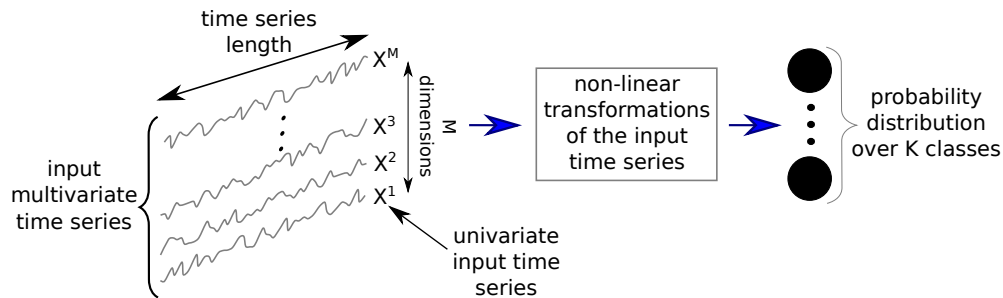 time series
length
X^M
X^3
X^2
X^1
dimensions
M
input
multivariate
time series
univariate
input time
series
non-linear
transformations
of the input
time series
probability
distribution
over K classes